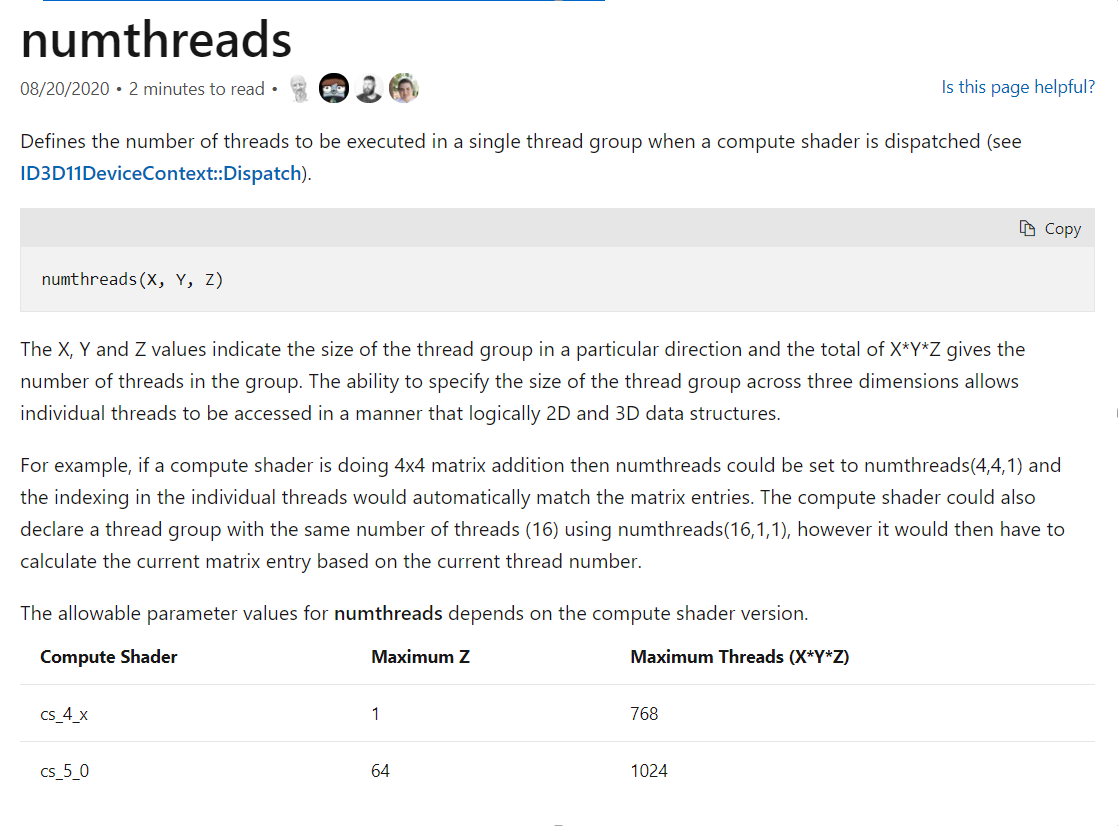 numthreads
08/20/2020 • 2 minutes to read •
Is this page helpful?
Defines the number of threads to be executed in a single thread group when a compute shader is dispatched (see
ID3D11DeviceContext::Dispatch).
Copy
numthreads(X, Y, Z)
The X, Y and Z values indicate the size of the thread group in a particular direction and the total of X*Y*Z gives the
number of threads in the group. The ability to specify the size of the thread group across three dimensions allows
individual threads to be accessed in a manner that logically 2D and 3D data structures.
For example, if a compute shader is doing 4x4 matrix addition then numthreads could be set to numthreads(4,4,1) and
the indexing in the individual threads would automatically match the matrix entries. The compute shader could also
declare a thread group with the same number of threads (16) using numthreads(16,1,1), however it would then have to
calculate the current matrix entry based on the current thread number.
The allowable parameter values for numthreads depends on the compute shader version.
Compute Shader Maximum Z Maximum Threads (X*Y*Z)
cs_4_x 1 768
cs_5_0 64 1024